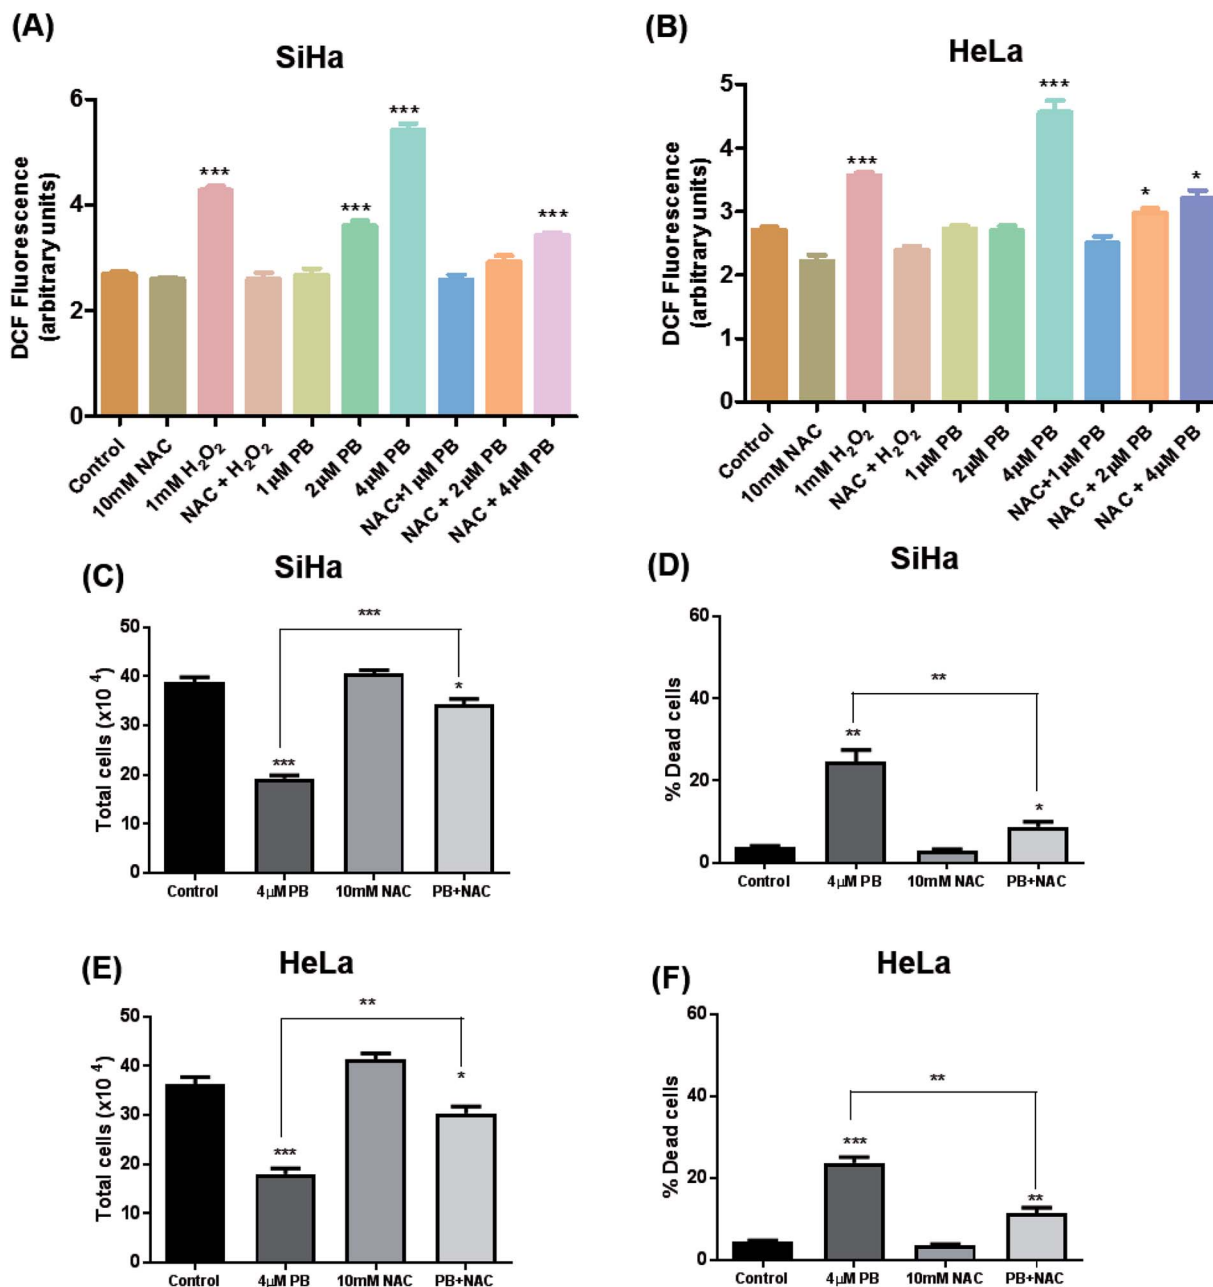 (A)
SiHa
DCF Fluorescence
(arbitrary units)
6
4
2
0
***
***
***
***
Control
10mM NAC
1mM H₂O₂
NAC + H₂O₂
1µM PB
2µM PB
4µM PB
NAC+1µM PB
NAC + 2µM PB
NAC + 4µM PB
(B)
HeLa
DCF Fluorescence
(arbitrary units)
5
4
3
2
1
0
***
***
*
*
Control
10mM NAC
1mM H₂O₂
NAC + H₂O₂
1µM PB
2µM PB
4µM PB
NAC+1µM PB
NAC + 2µM PB
NAC + 4µM PB
(C)
SiHa
Total cells (x10 ⁴)
50
40
30
20
10
0
***
***
*
Control
4µM PB
10mM NAC
PB+NAC
(D)
SiHa
% Dead cells
60
40
20
0
**
**
*
Control
4µM PB
10mM NAC
PB+NAC
(E)
HeLa
Total cells (x10 ⁴)
50
40
30
20
10
0
**
***
*
Control
4µM PB
10mM NAC
PB+NAC
(F)
HeLa
% Dead cells
60
40
20
0
**
***
**
Control
4µM PB
10mM NAC
PB+NAC